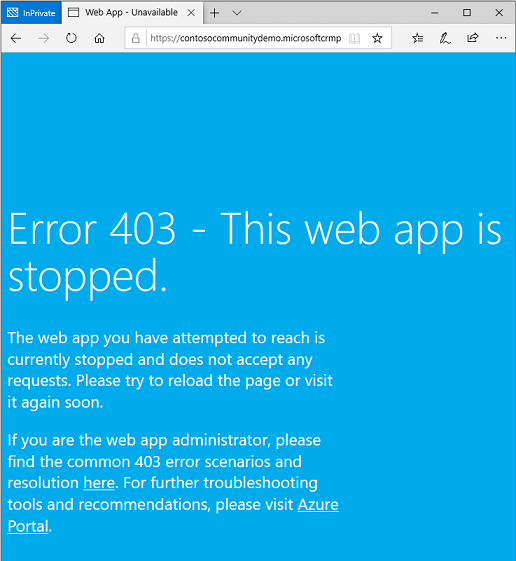 InPrivate
Web App - Unavailable
https://contosocommunitydemo.microsoftcrmp
Error 403 - This web app is
stopped.
The web app you have attempted to reach is
currently stopped and does not accept any
requests. Please try to reload the page or visit
it again soon.
If you are the web app administrator, please
find the common 403 error scenarios and
resolution here. For further troubleshooting
tools and recommendations, please visit Azure
Portal.